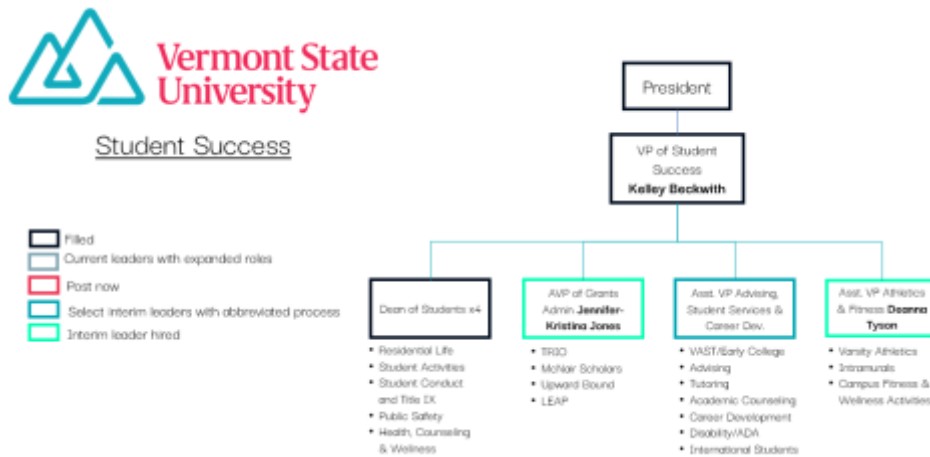 Vermont State
University
Student Success
Filled
Current leaders with expanded roles
Post now
Select interim leaders with abbreviated process
Interim leader hired
President
VP of Student
Success
Kelley Beckwith
Dean of Students x4
• Residential Life
• Student Activities
• Student Conduct
and Title IX
• Public Safety
• Health, Counseling
& Wellness
AVP of Grants
Admin Jennifer-
Kristina Jones
• TRIO
• McNair Scholars
• Upward Bound
• LEAP
Asst. VP Advising,
Student Services &
Career Dev.
• VAST/Early College
• Advising
• Tutoring
• Academic Counseling
• Career Development
• Disability/ADA
• International Students
Asst. VP Athletics
& Fitness Deanna
Tyson
• Varsity Athletics
• Intramurals
• Campus Fitness &
Wellness Activities